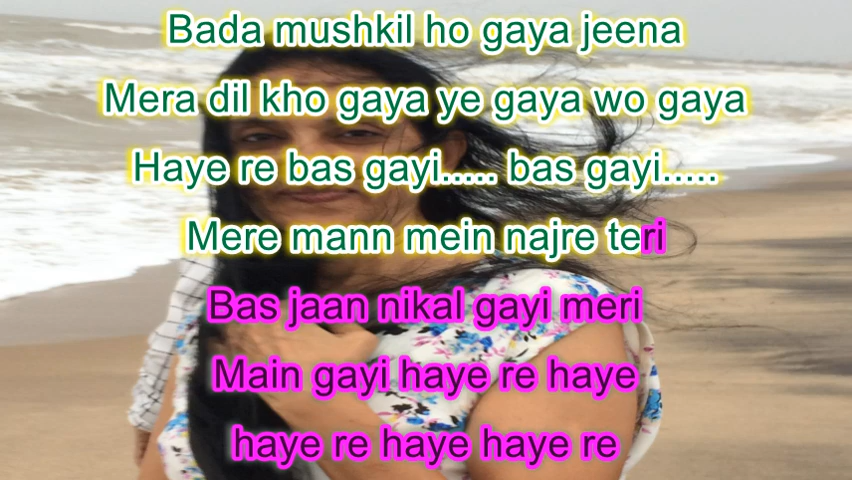 Bada mushkil ho gaya jeena
Mera dil kho gaya ye gaya wo gaya
Haye re bas gayi..... bas gayi.....
Mere mann mein najre teri
Bas jaan nikal gayi meri
Main gayi haye re haye
haye re haye haye re